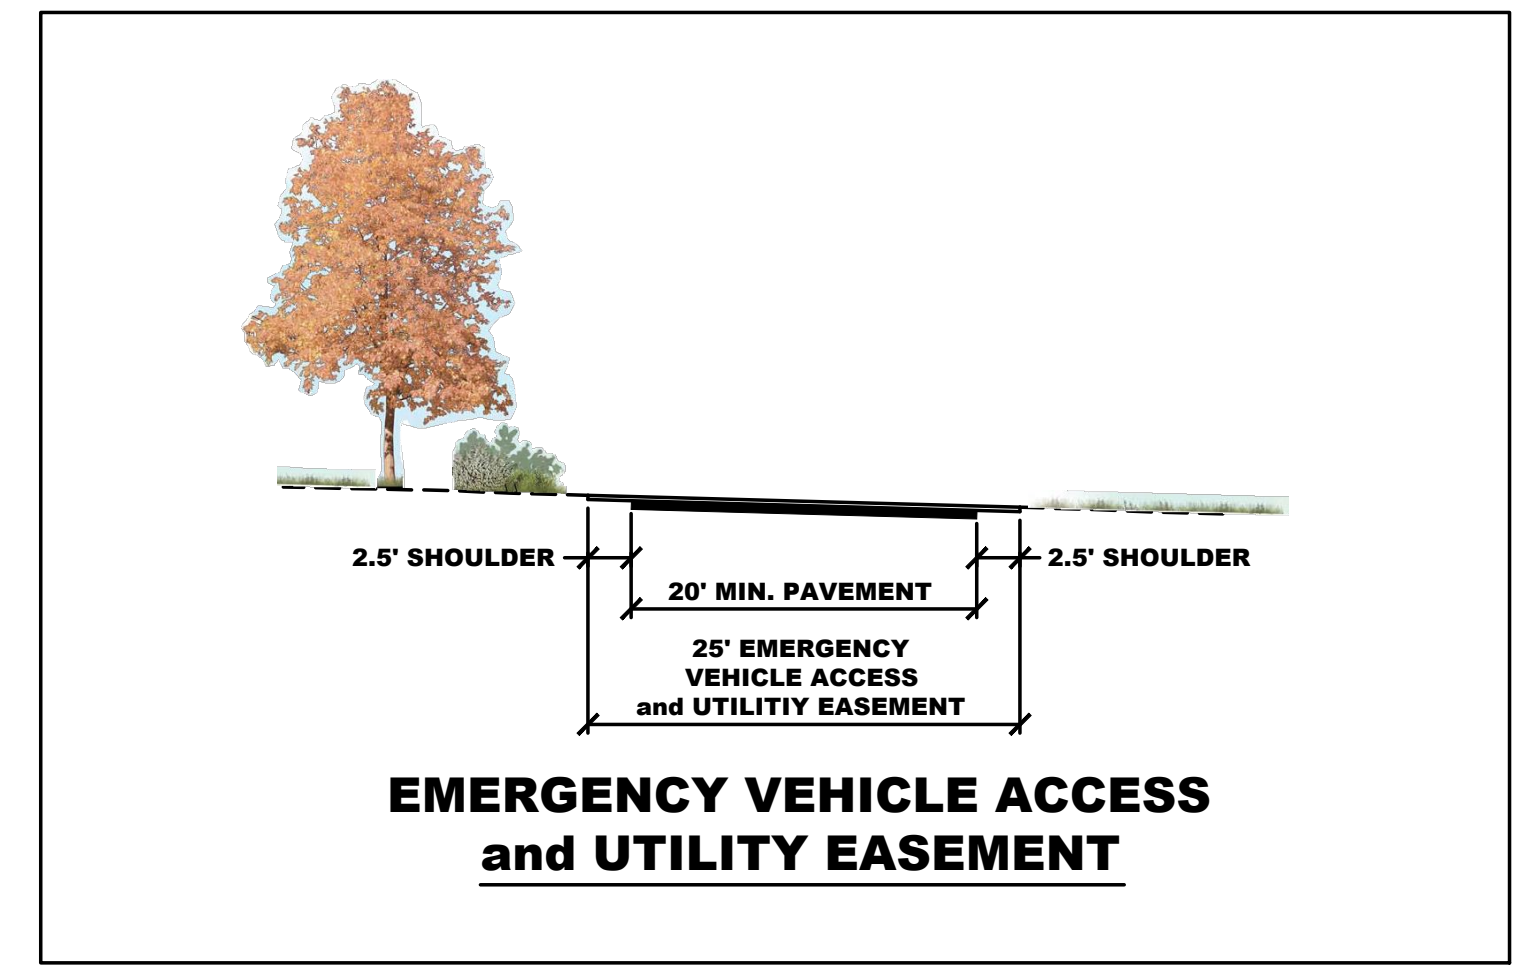 2.5' SHOULDER
2.5' SHOULDER
20' MIN. PAVEMENT
25' EMERGENCY
VEHICLE ACCESS
and UTILITIY EASEMENT
EMERGENCY VEHICLE ACCESS
and UTILITY EASEMENT